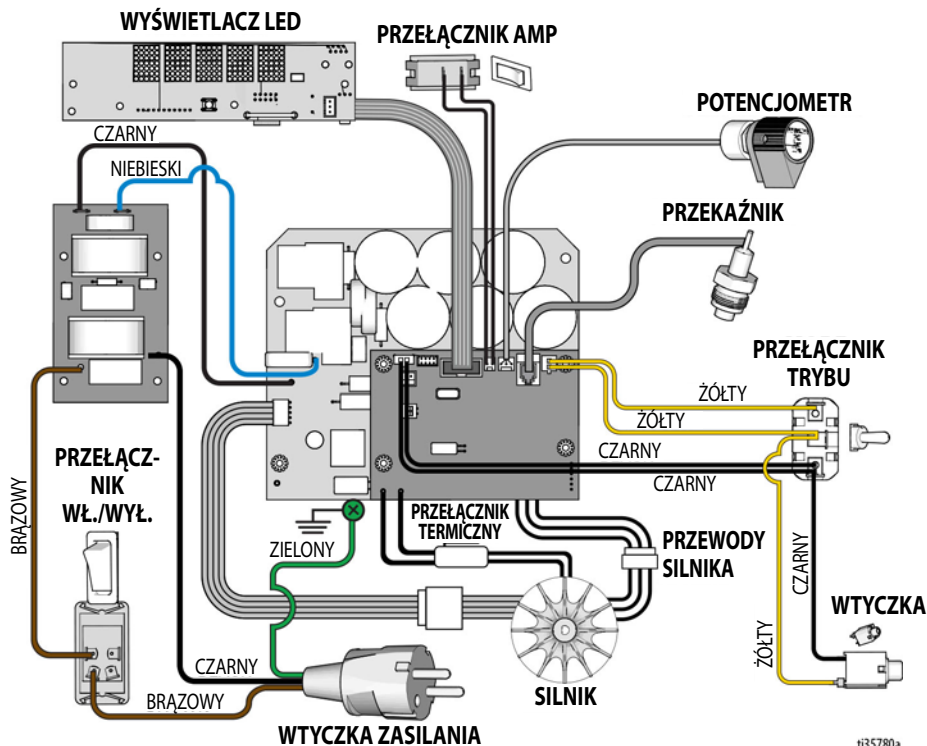 WYŚWIETLACZ LED
PRZEŁĄCZNIK AMP
POTENCJOMETR
CZARNY
NIEBIESKI
PRZEKAŹNIK
PRZEŁĄCZNIK
TRYBU
ŻÓŁTY
ŻÓŁTY
CZARNY
CZARNY
PRZEŁĄCZ-
NIK
WŁ./WYŁ.
BRĄZOWY
PRZEŁĄCZNIK
TERMICZNY
ZIELONY
PRZEWODY
SILNIKA
CZARNY
WTYCZKA
ŻÓŁTY
CZARNY
BRĄZOWY
SILNIK
WTYCZKA ZASILANIA
ti35780a